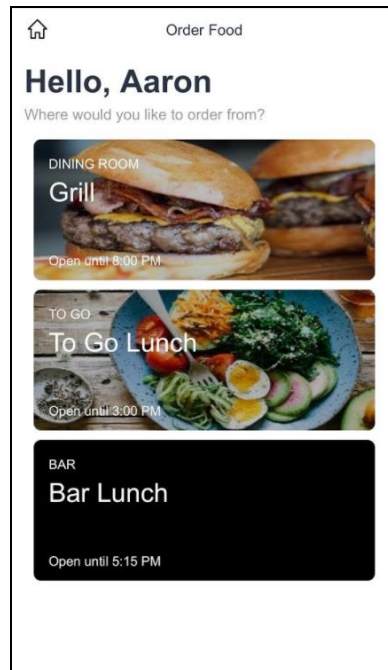 Order Food
Hello, Aaron
Where would you like to order from?
DINING ROOM
Grill
Open until 8:00 PM
TO GO
To Go Lunch
Open until 3:00 PM
BAR
Bar Lunch
Open until 5:15 PM